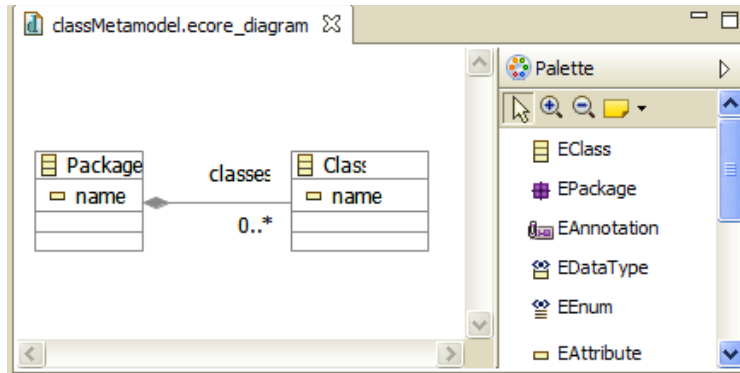 classMetamodel.ecore_diagram
Palette
Package
name
classes
0..*
Class
name
EClass
EPackage
EAnnotation
EDataType
EEnum
EAttribute